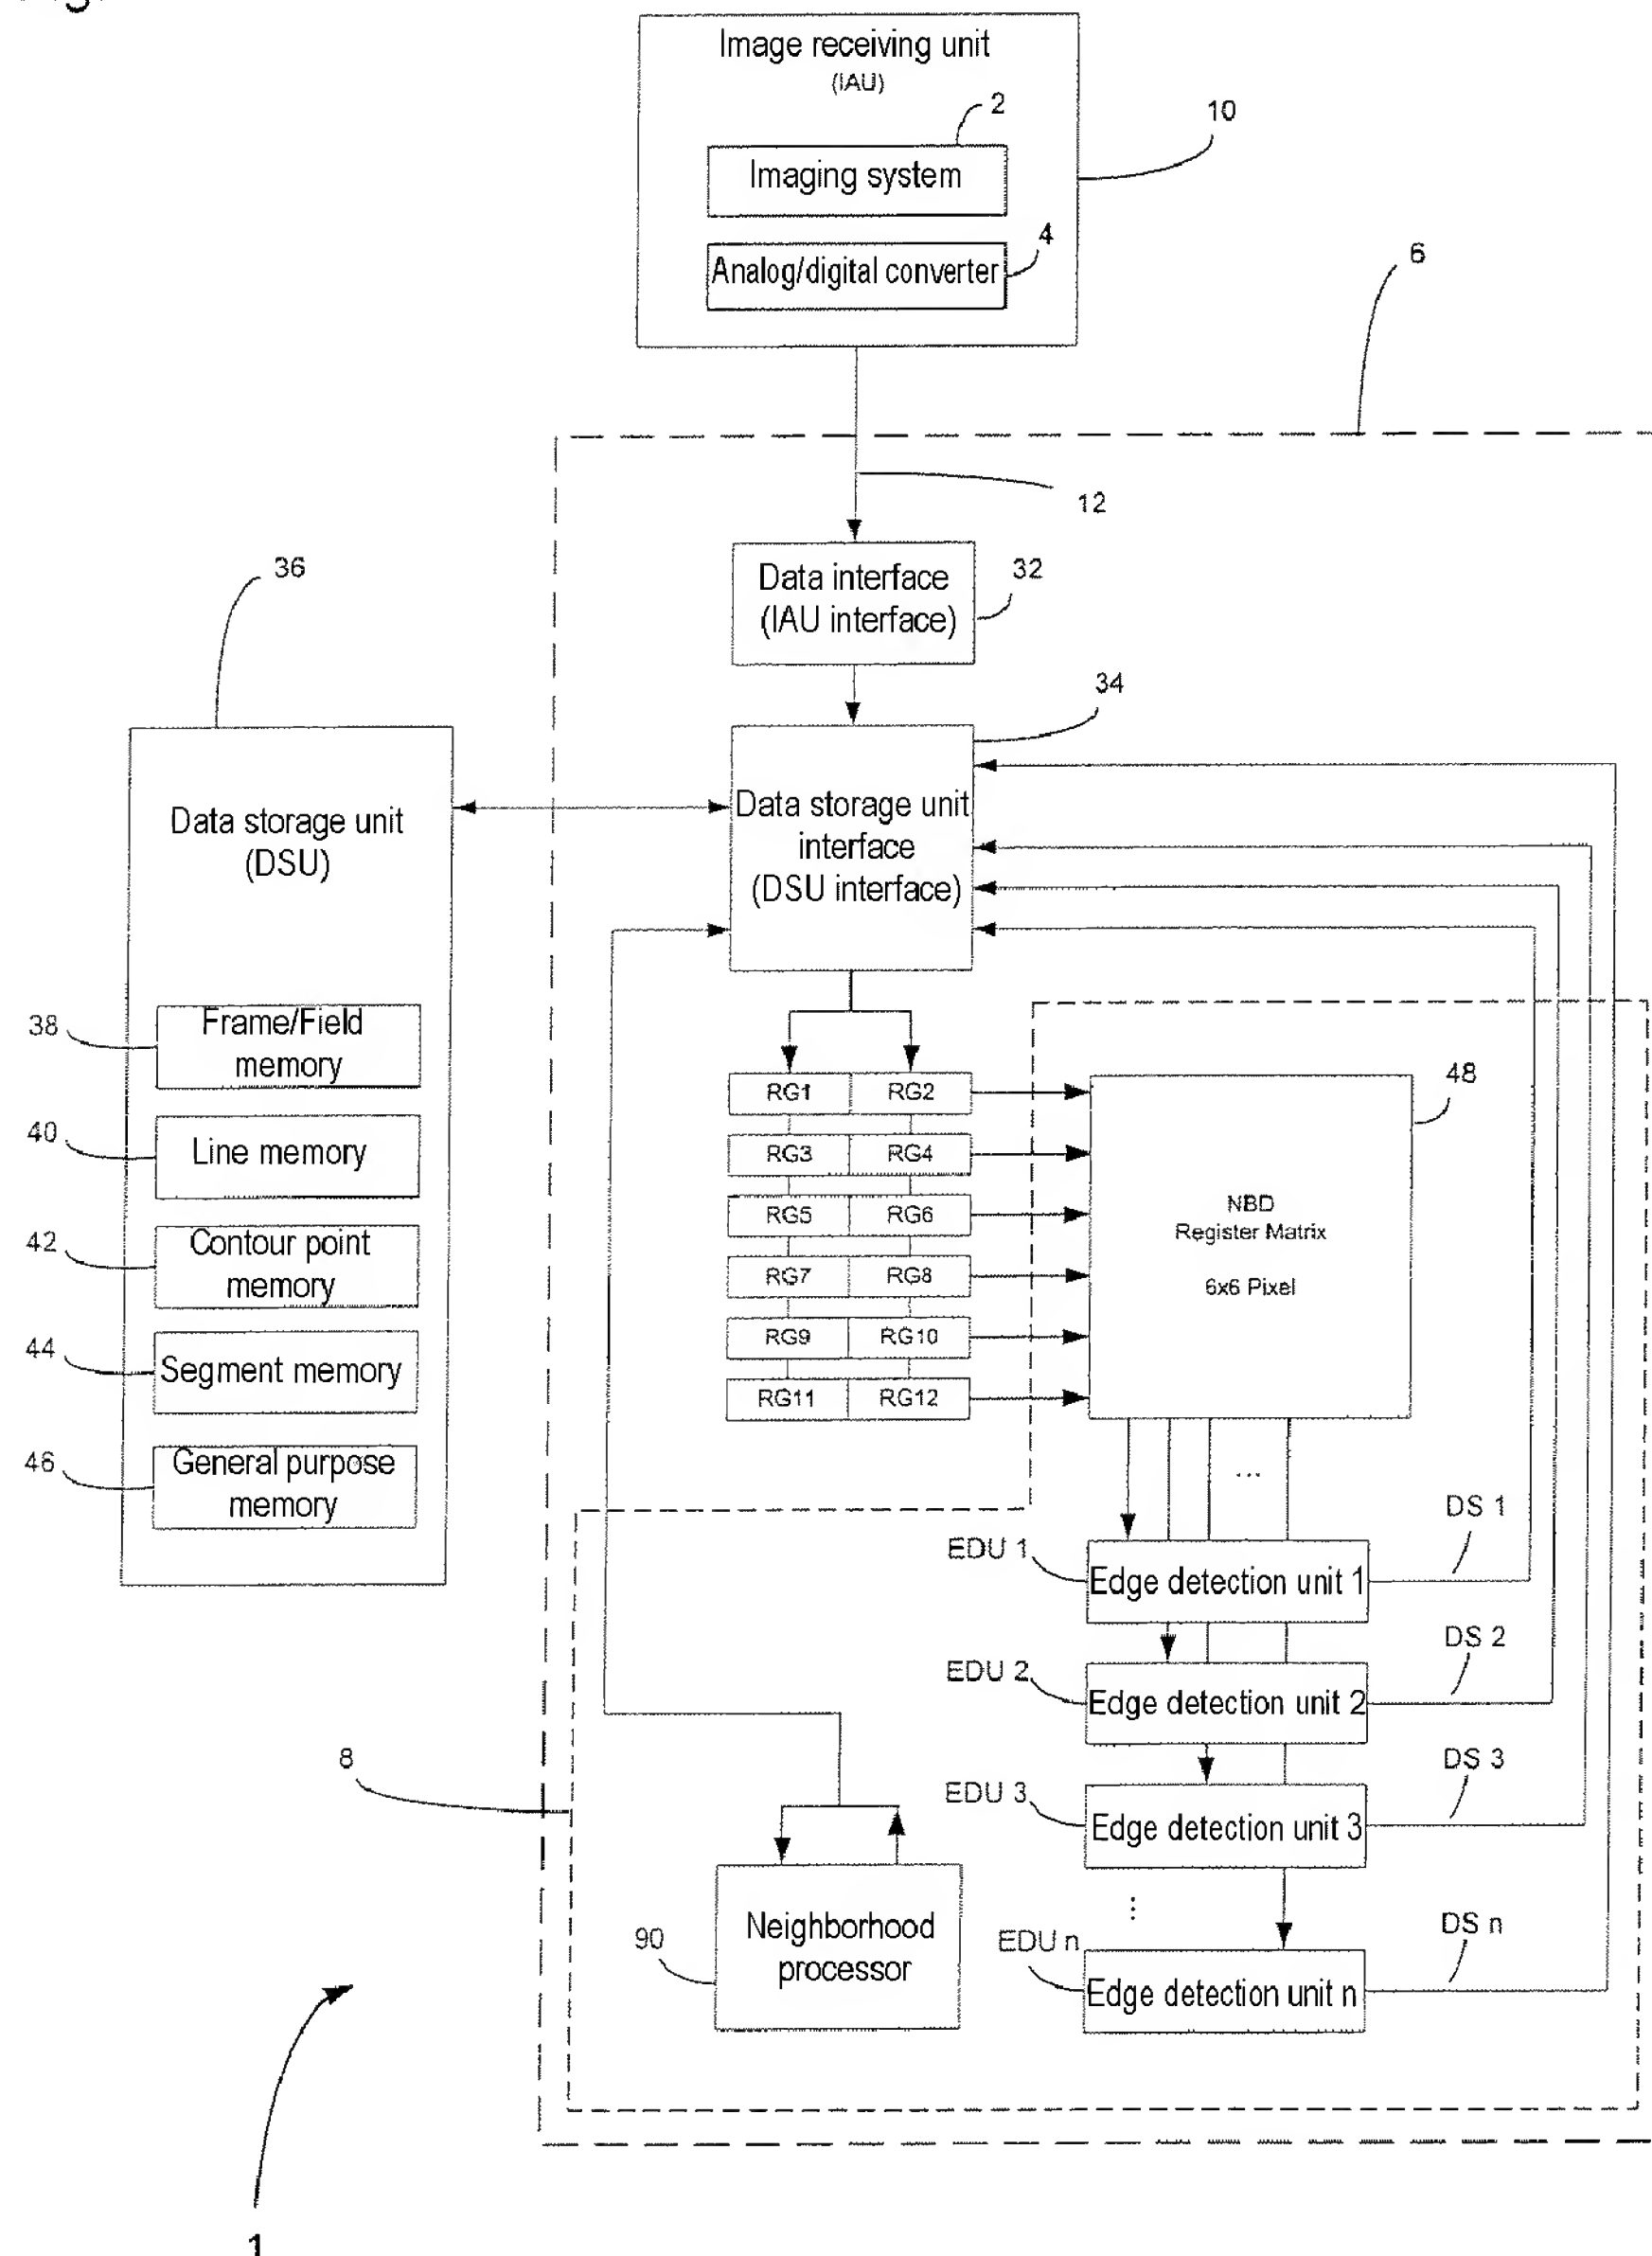 Image receiving unit
(IAU)
2
10
Imaging system
4
Analog/digital converter
6
12
Data interface
(IAU interface)
32
36
34
Data storage unit
(DSU)
Data storage unit
interface
(DSU interface)
38
Frame/Field
memory
40
Line memory
42
Contour point
memory
44
Segment memory
46
General purpose
memory
RG1
RG2
RG3
RG4
RG5
RG6
RG7
RG8
RG9
RG10
RG11
RG12
48
NBD
Register Matrix
6x6 Pixel
...
EDU 1
Edge detection unit 1
DS 1
EDU 2
Edge detection unit 2
DS 2
EDU 3
Edge detection unit 3
DS 3
8
...
90
Neighborhood
processor
EDU n
Edge detection unit n
DS n
1